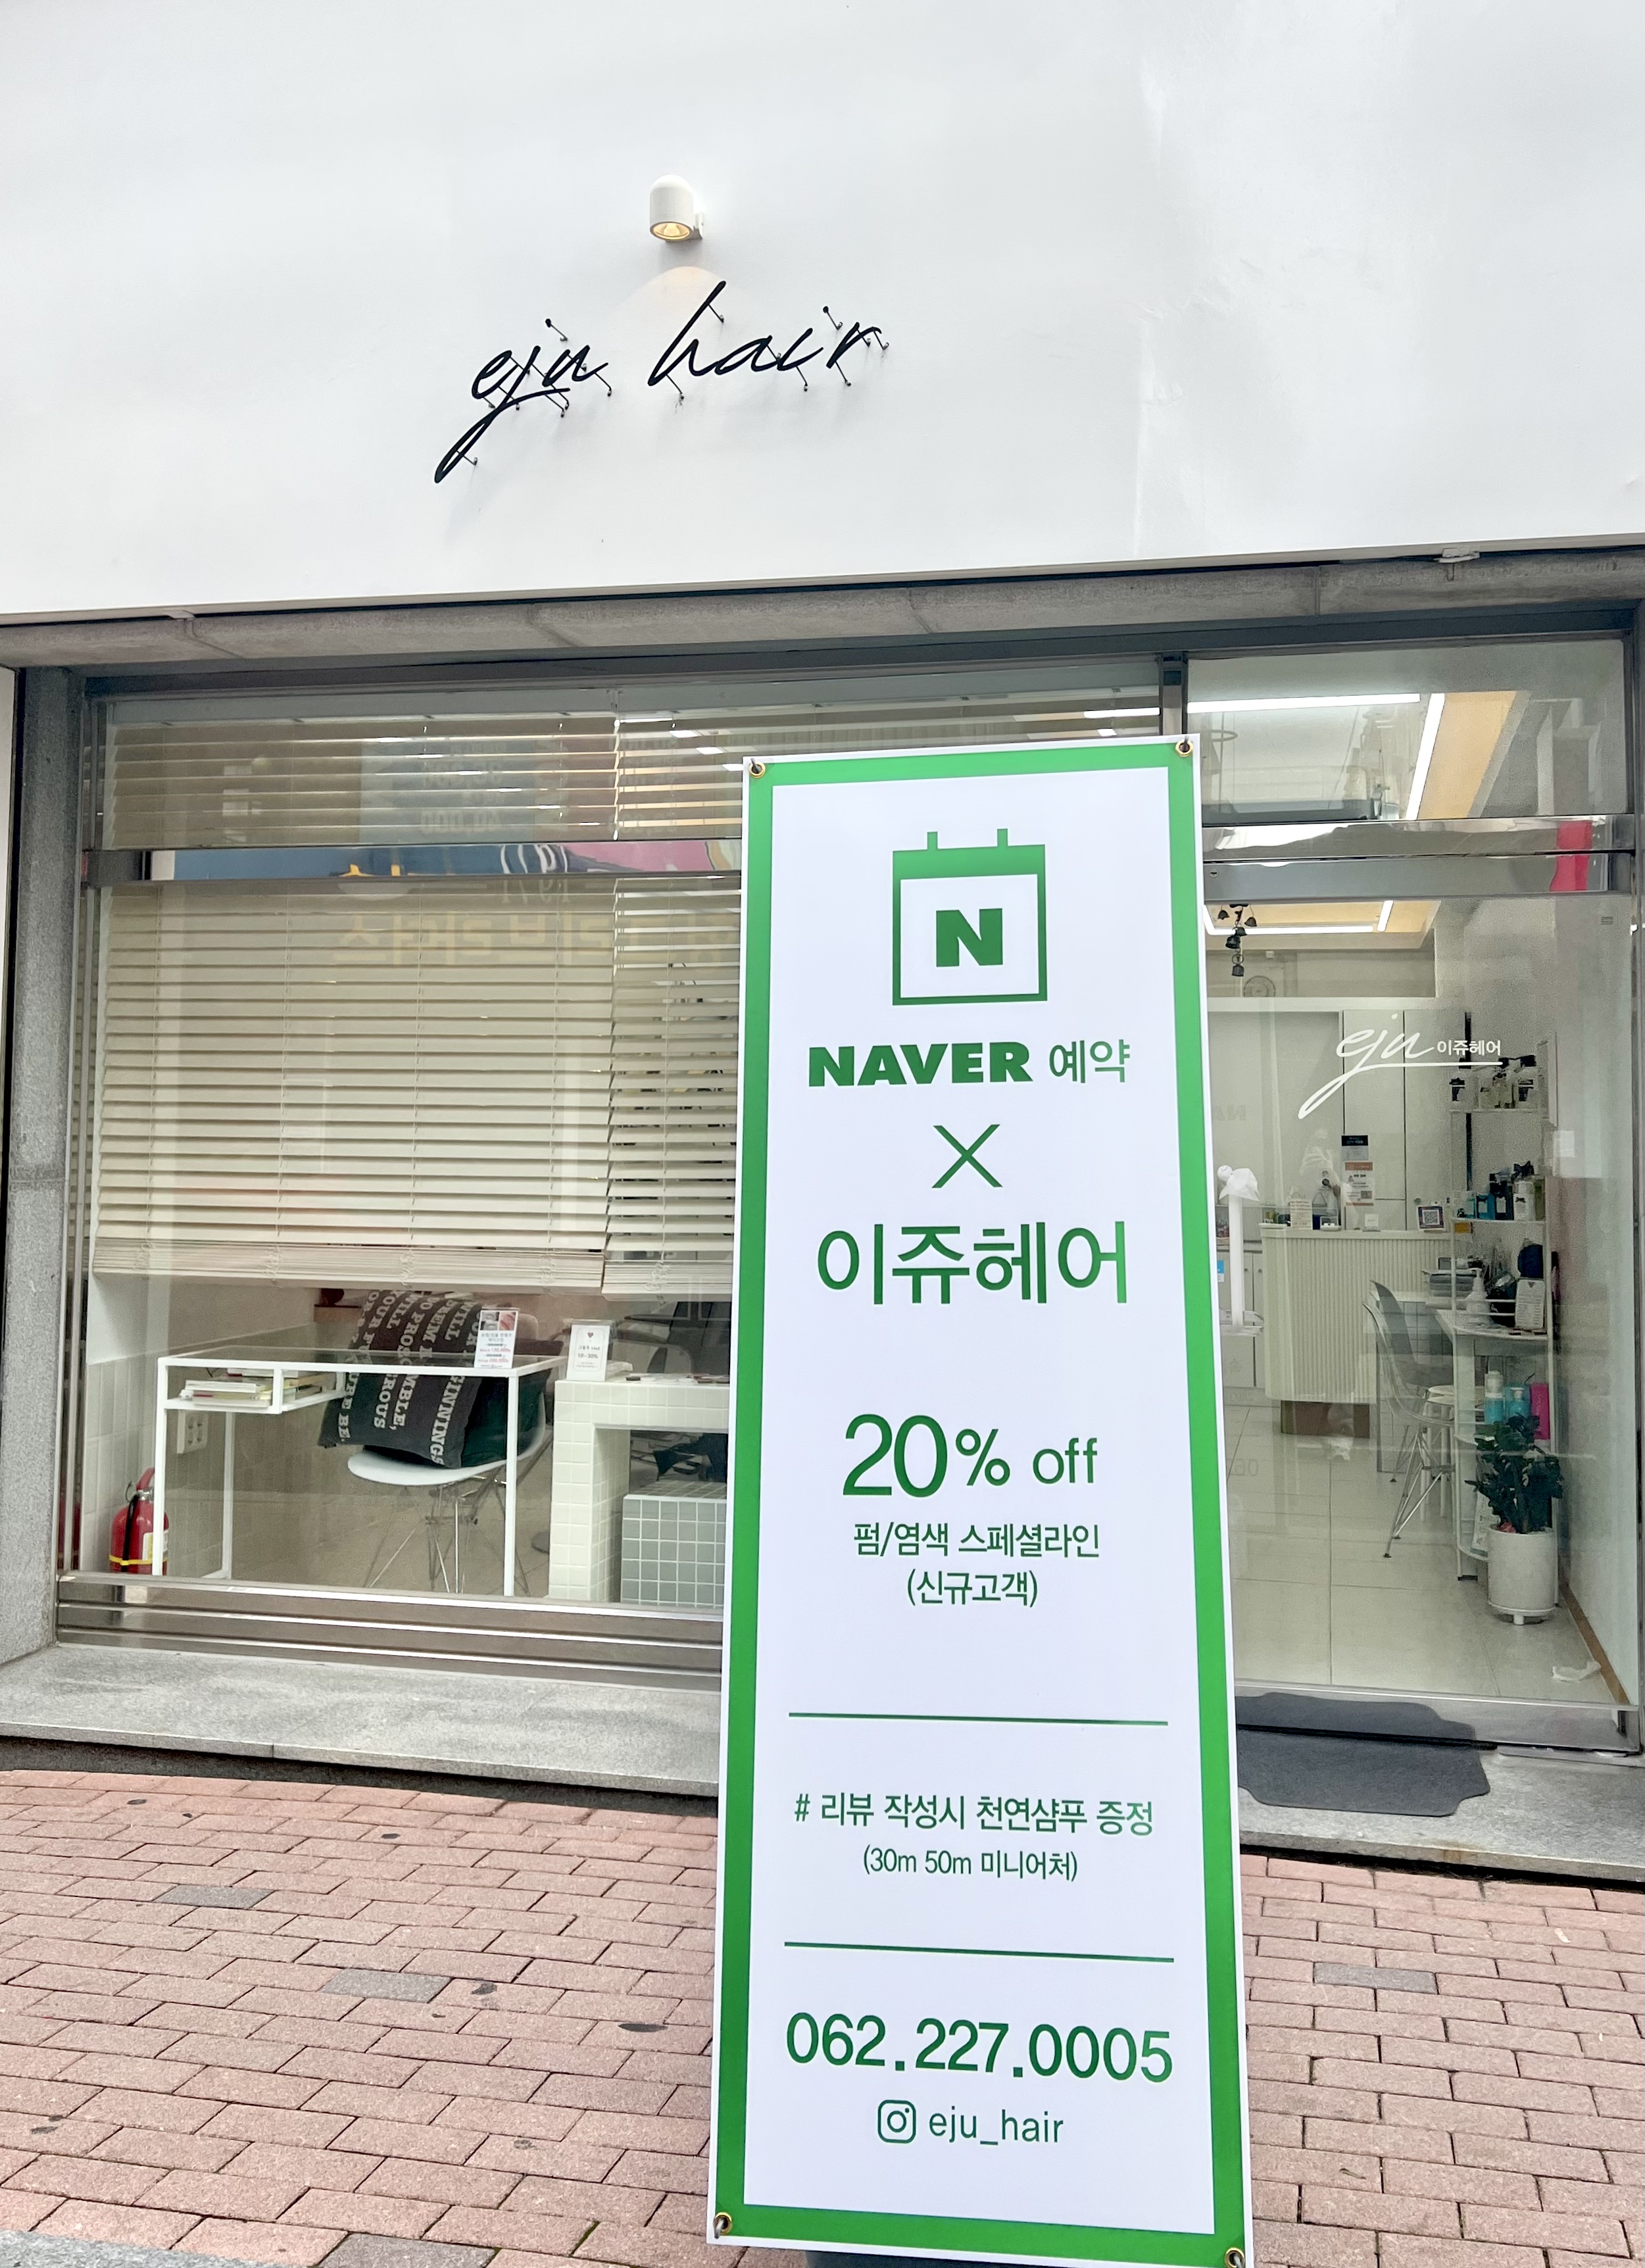 eju hair
N
NAVER 예약
×
이쥬헤어
20% off
펌/염색 스페셜라인
(신규고객)
# 리뷰 작성시 천연샴푸 증정
(30m 50m 미니어처)
062.227.0005
eju_hair
eju 이쥬헤어